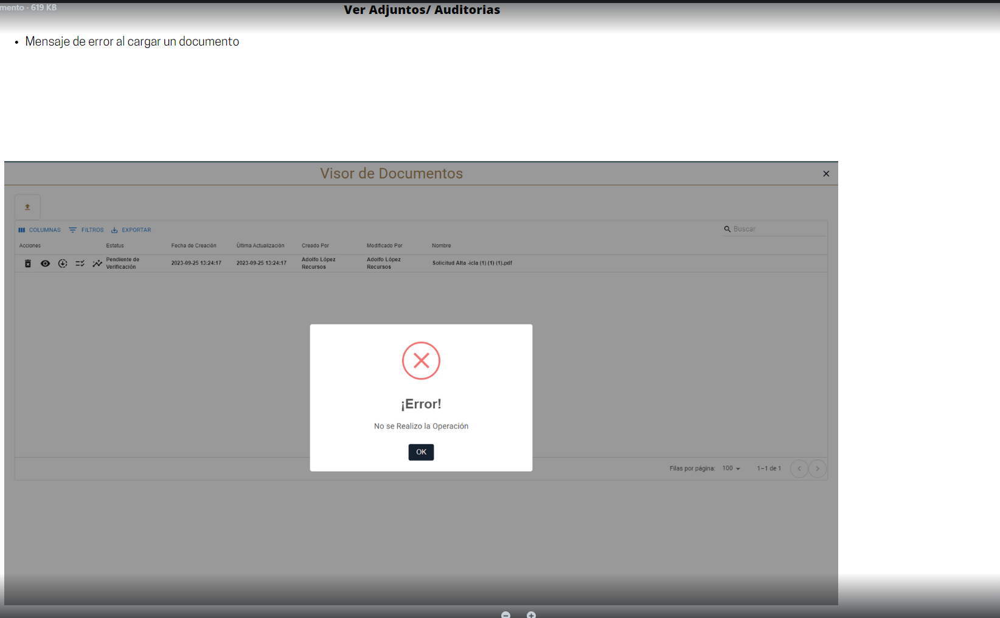 mento · 619 KB
Ver Adjuntos/ Auditorias
• Mensaje de error al cargar un documento
Visor de Documentos
COLUMNAS FILTROS EXPORTAR Buscar
Acciones Estatus Fecha de Creación Última Actualización Creado Por Modificado Por Nombre
Pendiente de Verificación 2023-09-25 13:24:17 2023-09-25 13:24:17 Adolfo López Recursos Adolfo López Recursos Solicitud Alta -icla (1) (1) (1).pdf
¡Error!
No se Realizo la Operación
OK
Filas por página: 100 1–1 de 1